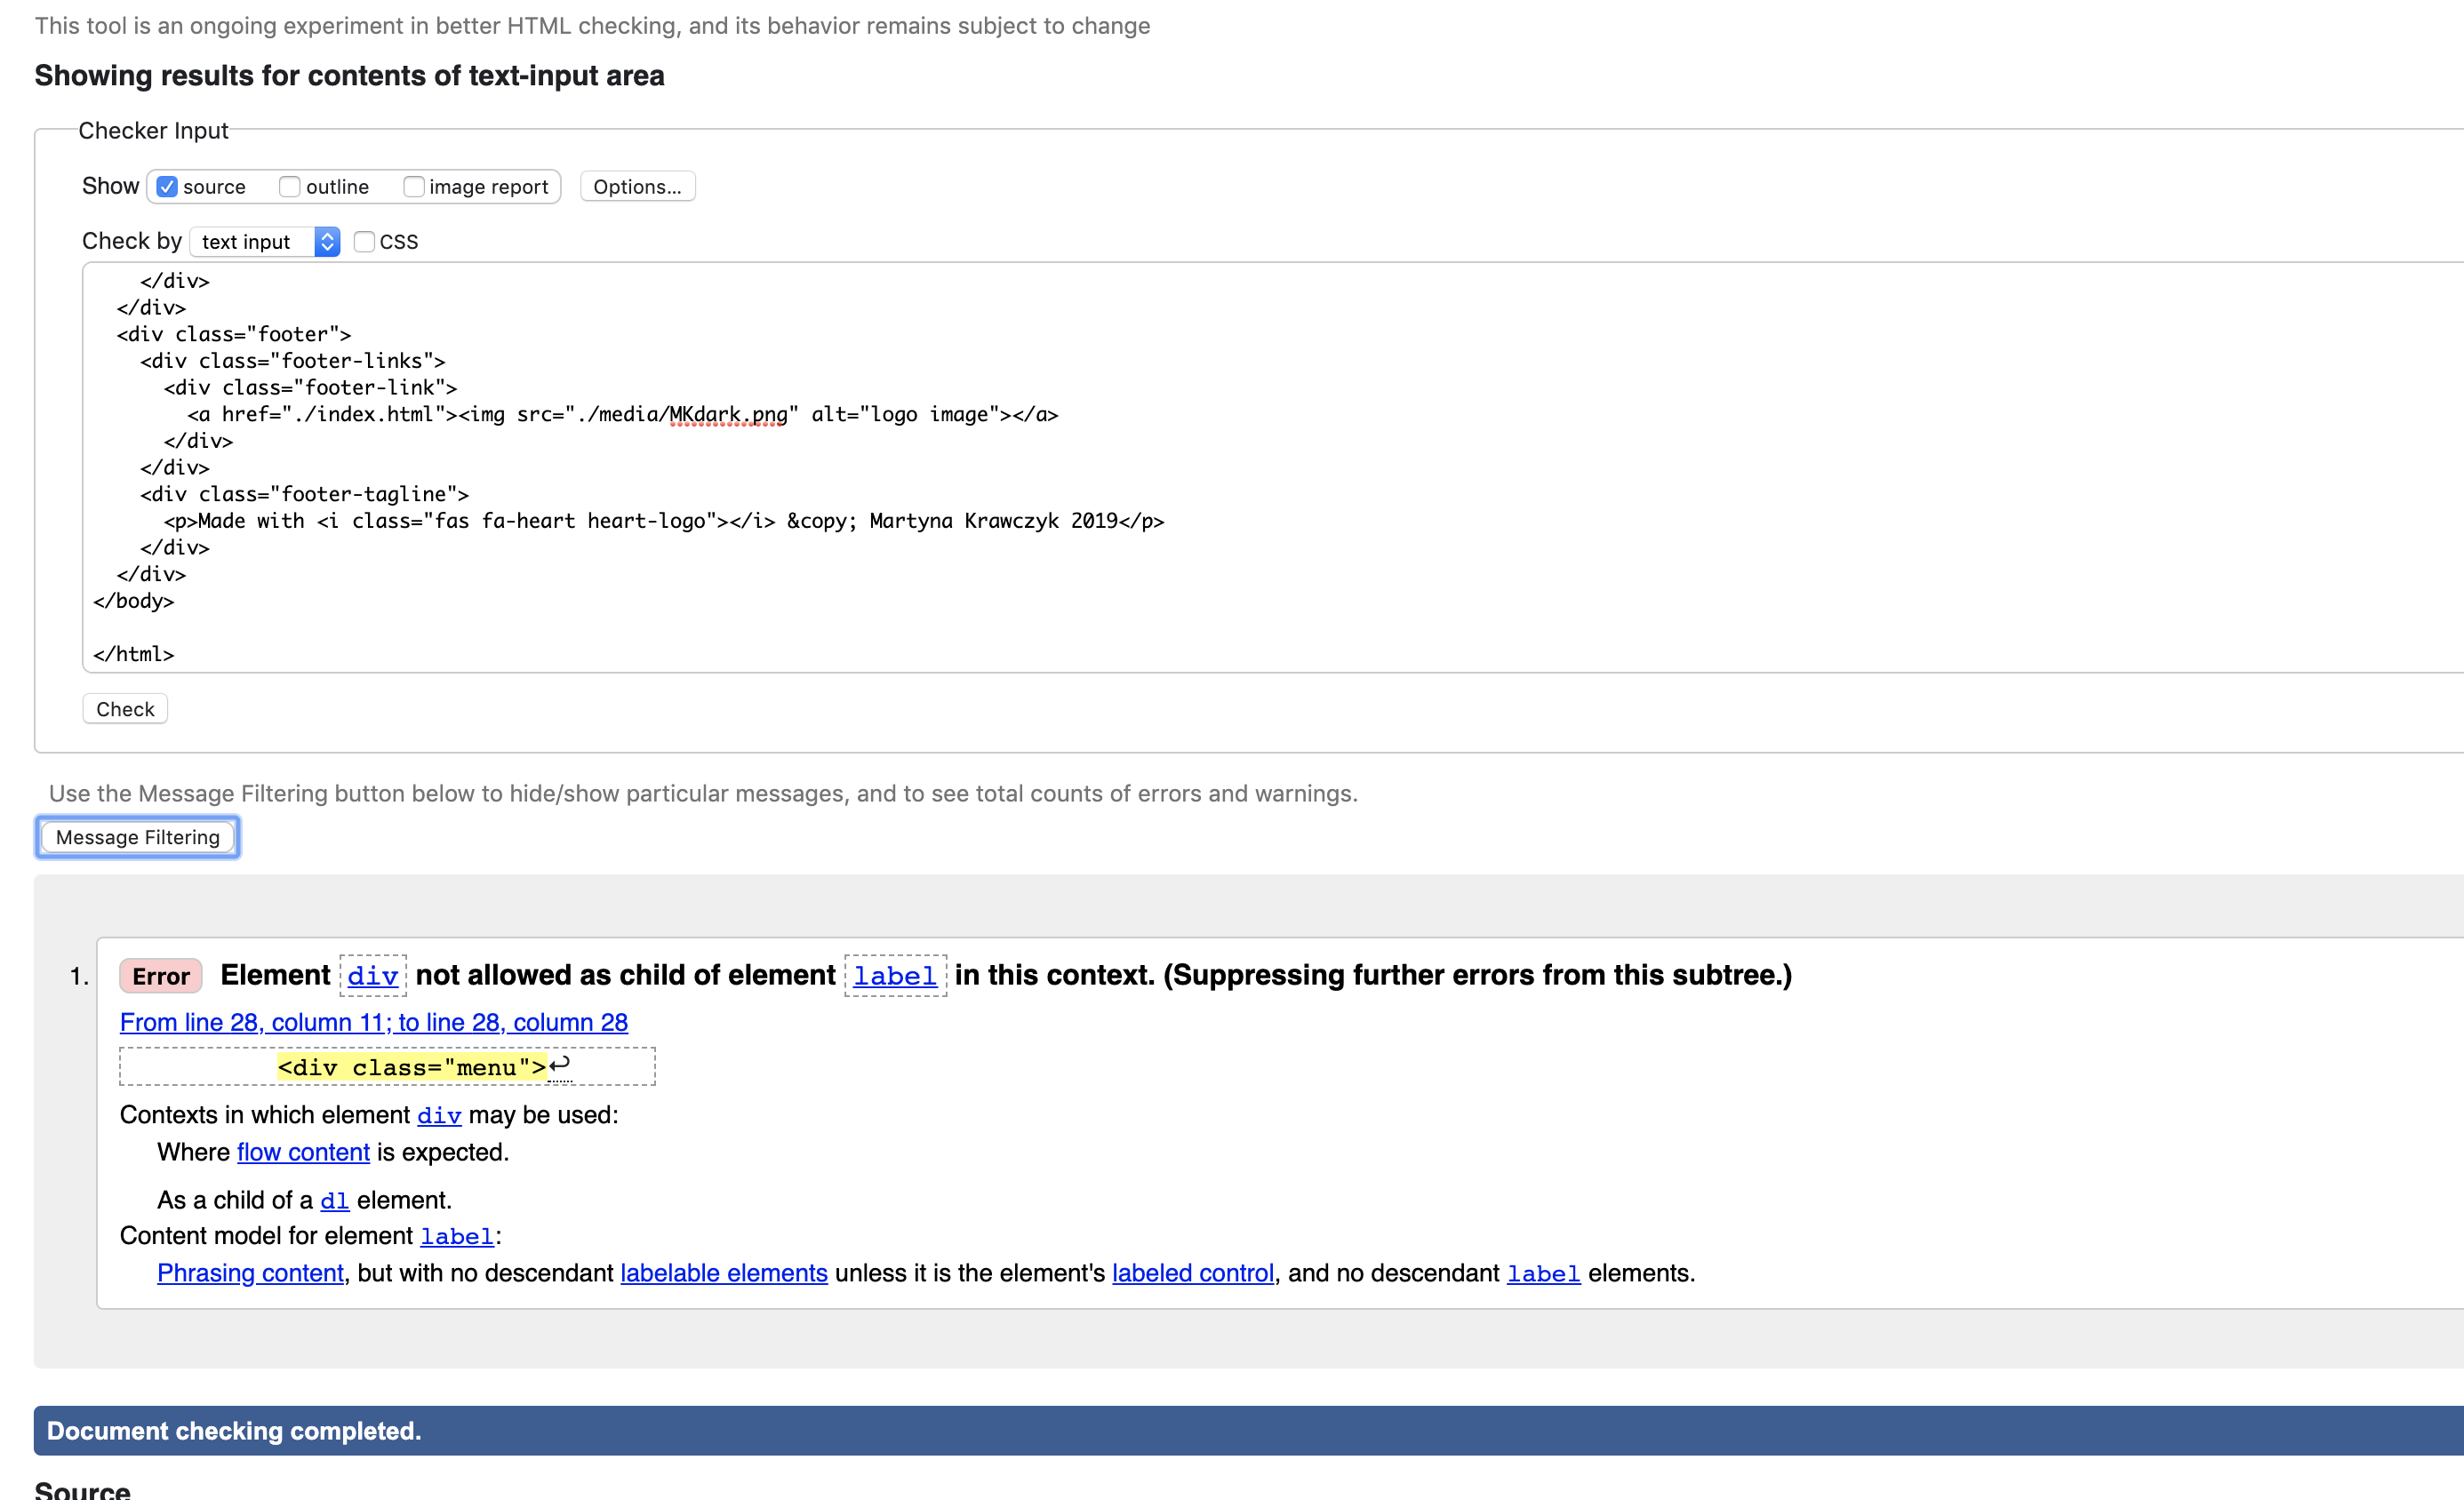 This tool is an ongoing experiment in better HTML checking, and its behavior remains subject to change
Showing results for contents of text-input area
Checker Input
Show source outline image report Options...
Check by text input CSS
</div>
</div>
<div class="footer">
<div class="footer-links">
<div class="footer-link">
<a href="./index.html"><img src="./media/MKdark.png" alt="logo image"></a>
</div>
</div>
<div class="footer-tagline">
<p>Made with <i class="fas fa-heart heart-logo"></i> &copy; Martyna Krawczyk 2019</p>
</div>
</div>
</body>
</html>
Check
Use the Message Filtering button below to hide/show particular messages, and to see total counts of errors and warnings.
Message Filtering
1. Error Element div not allowed as child of element label in this context. (Suppressing further errors from this subtree.)
From line 28, column 11; to line 28, column 28
<div class="menu">↩
Contexts in which element div may be used:
Where flow content is expected.
As a child of a dl element.
Content model for element label:
Phrasing content, but with no descendant labelable elements unless it is the element's labeled control, and no descendant label elements.
Document checking completed.
Source